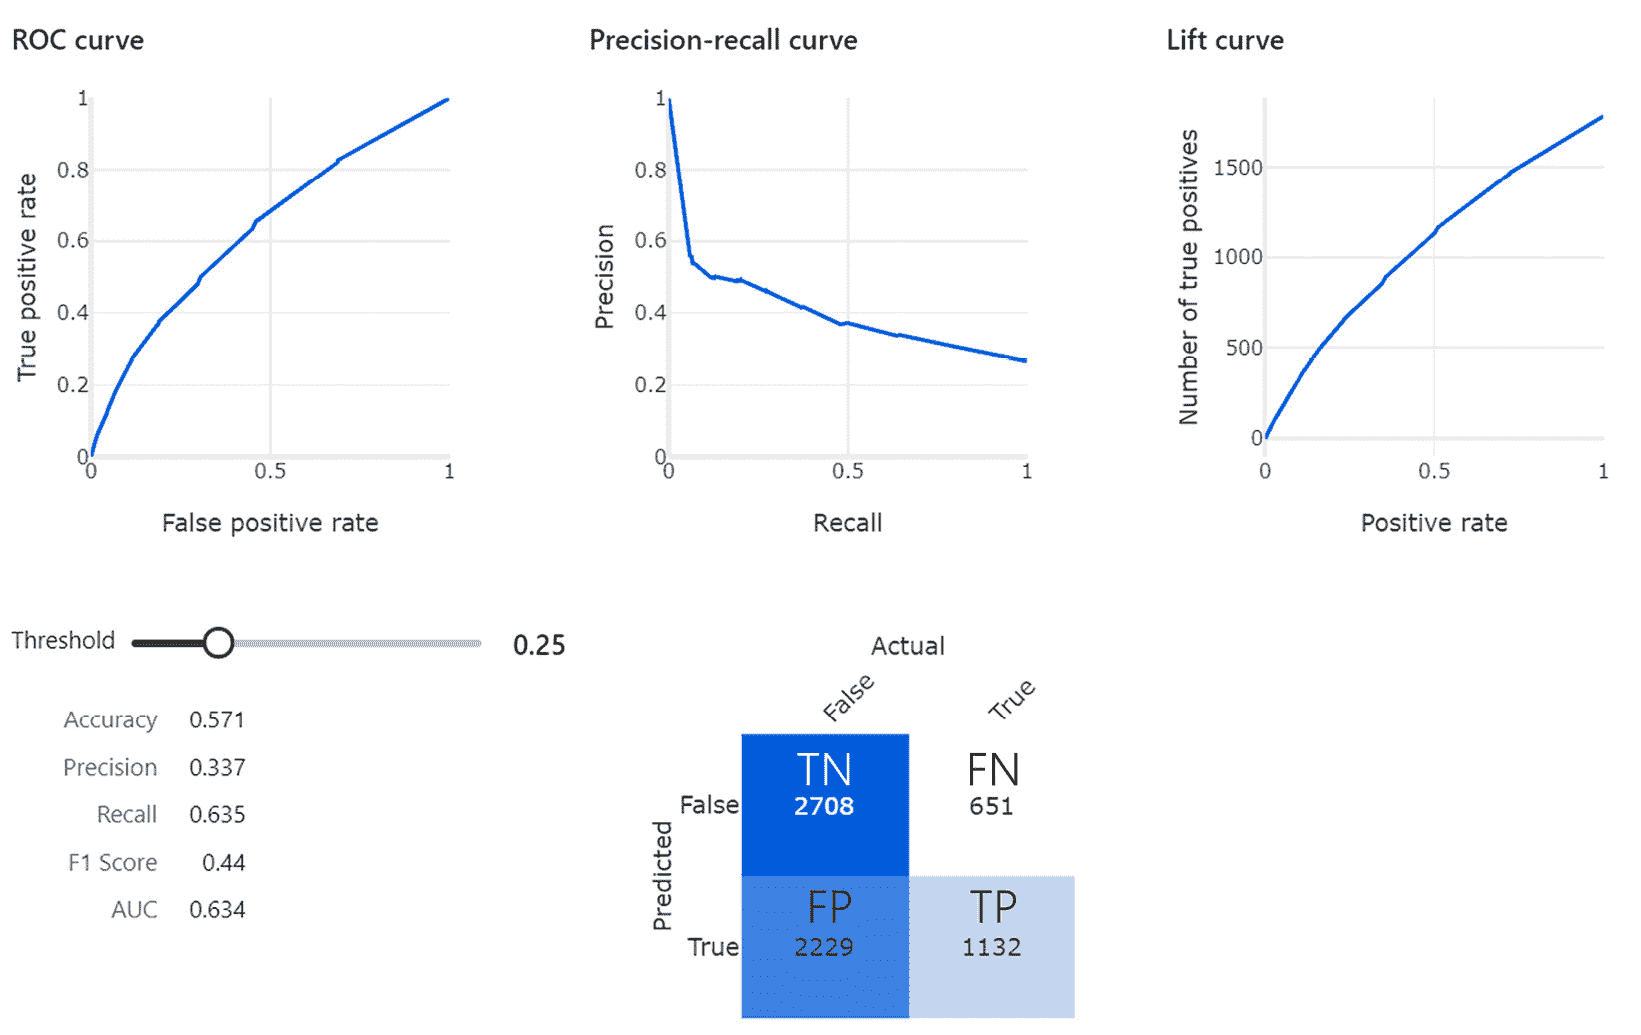 ROC curve
Precision-recall curve
Lift curve
True positive rate
1
0.8
0.6
0.4
0.2
0
0
0.5
1
False positive rate
Precision
1
0.8
0.6
0.4
0.2
0
0
0.5
1
Recall
Number of true positives
1500
1000
500
0
0
0.5
1
Positive rate
Threshold
0.25
Accuracy 0.571
Precision 0.337
Recall 0.635
F1 Score 0.44
AUC 0.634
Actual
False
True
Predicted
False
TN
2708
FN
651
True
FP
2229
TP
1132